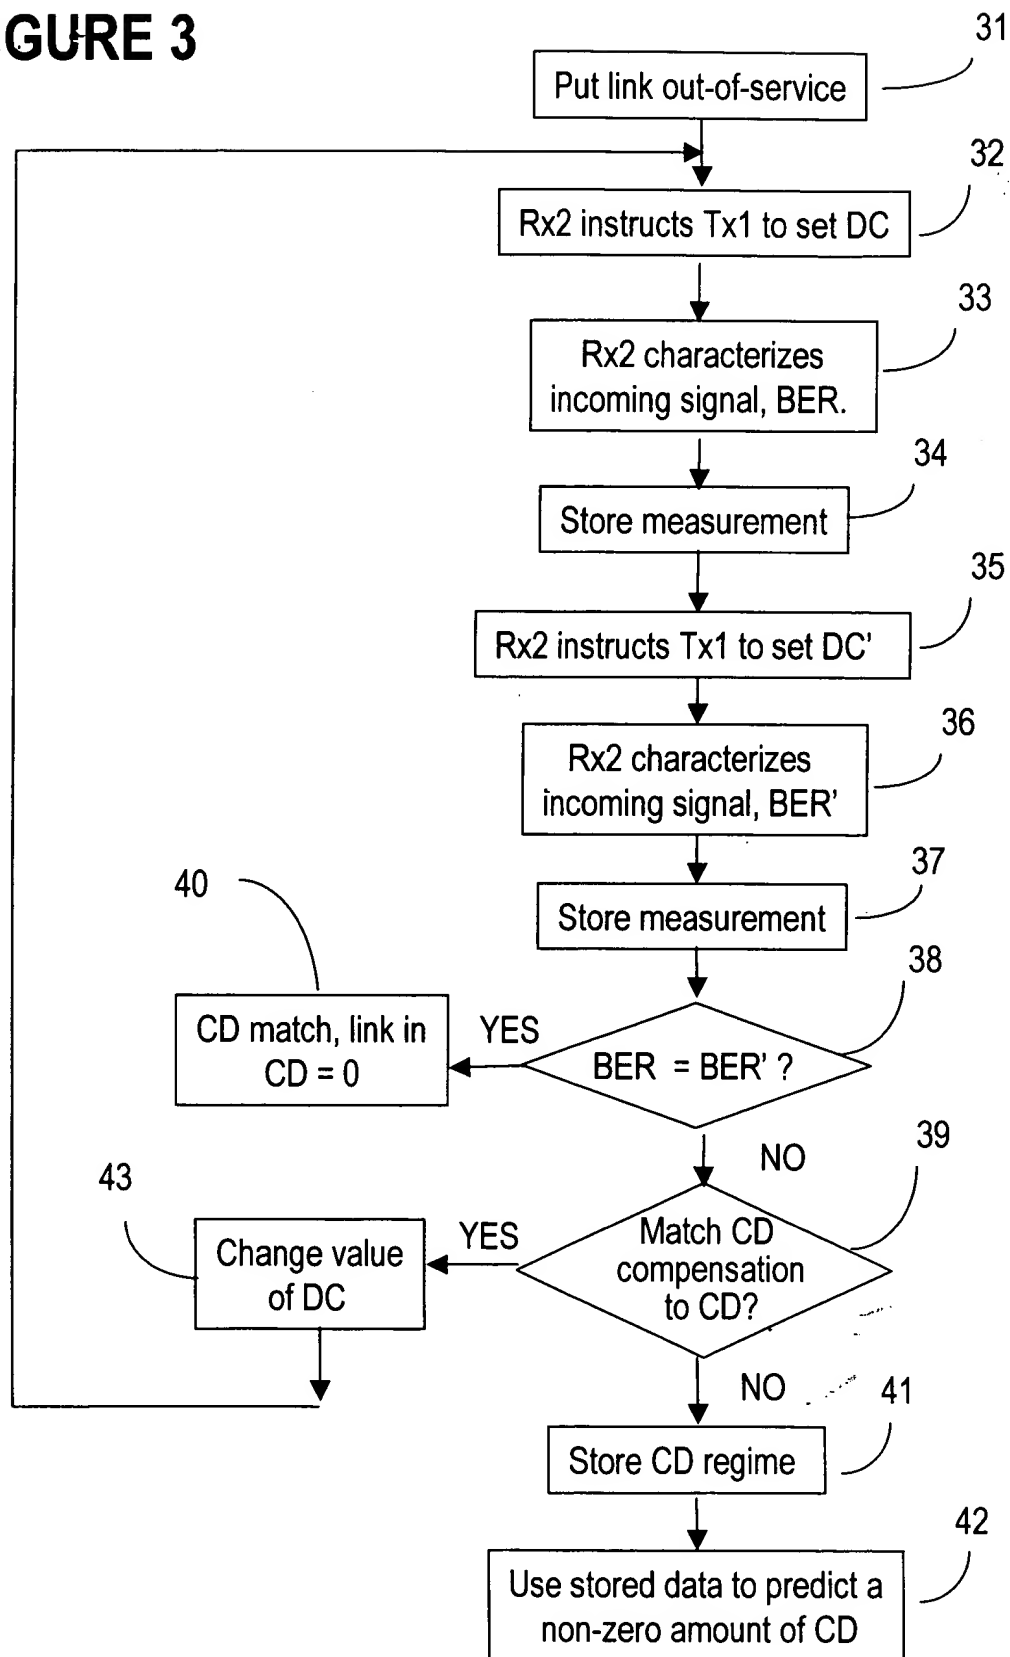 GURE 3
31
Put link out-of-service
32
Rx2 instructs Tx1 to set DC
33
Rx2 characterizes
incoming signal, BER.
34
Store measurement
35
Rx2 instructs Tx1 to set DC'
36
Rx2 characterizes
incoming signal, BER'
37
Store measurement
38
BER = BER' ?
YES
40
CD match, link in
CD = 0
NO
39
Match CD
compensation
to CD?
YES
43
Change value
of DC
NO
41
Store CD regime
42
Use stored data to predict a
non-zero amount of CD